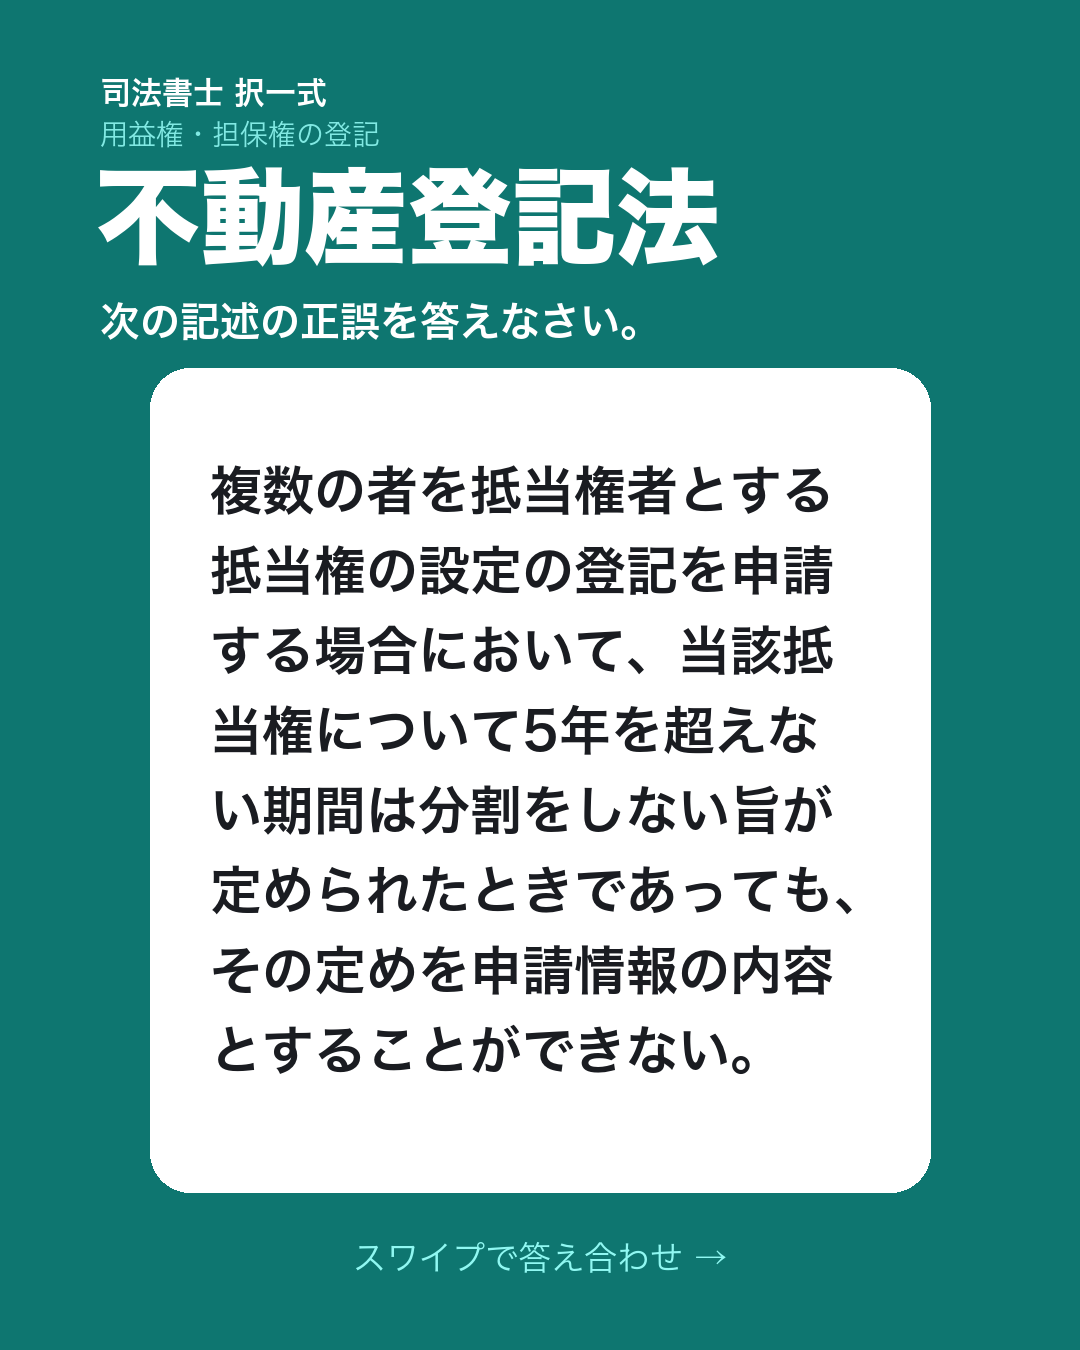 司法書士 択一式
用益権・担保権の登記
不動産登記法
次の記述の正誤を答えなさい。
複数の者を抵当権者とする
抵当権の設定の登記を申請
する場合において、当該抵
当権について5年を超えな
い期間は分割をしない旨が
定められたときであっても、
その定めを申請情報の内容
とすることができない。
スワイプで答え合わせ →